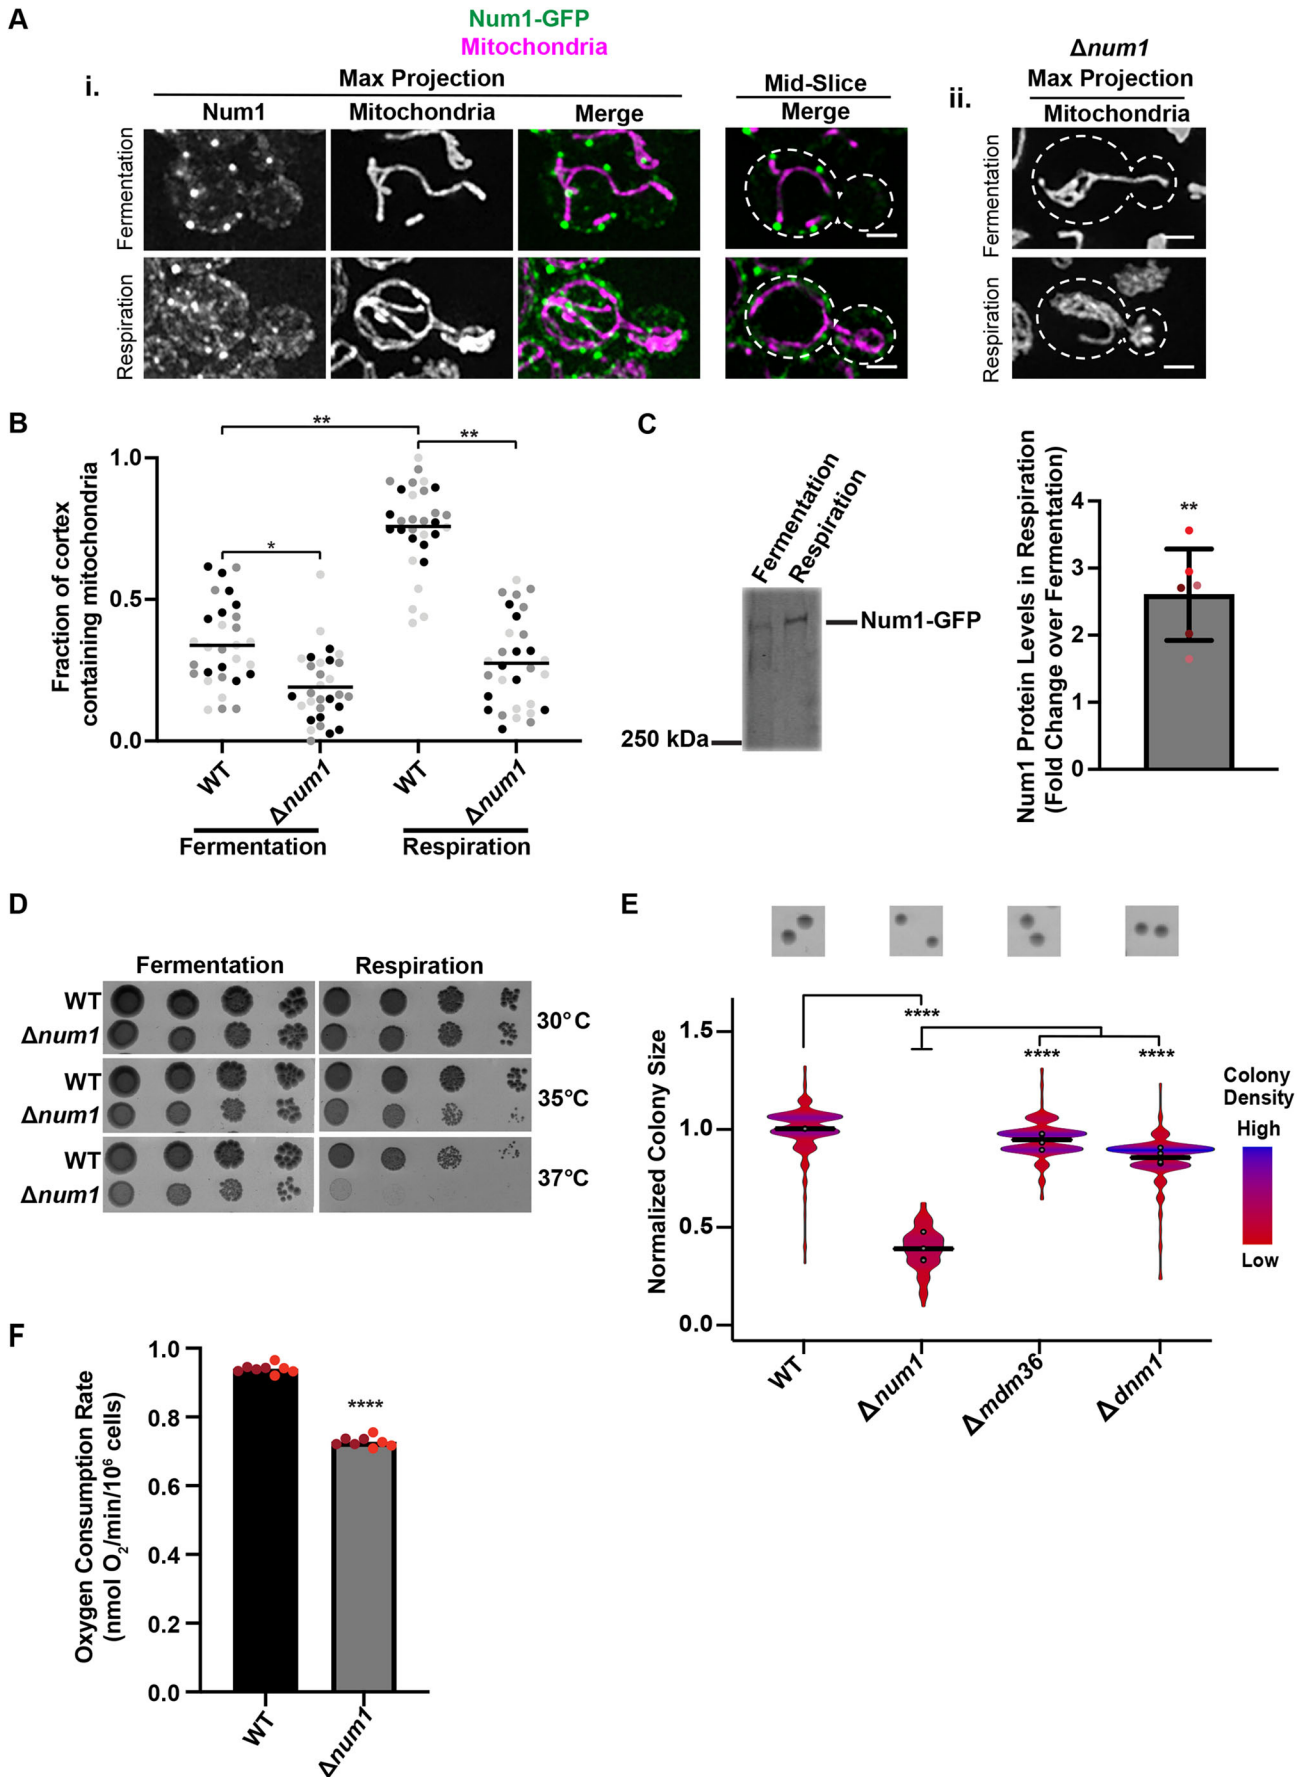 A
Num1-GFP
Mitochondria
i.
Max Projection
Mid-Slice
Num1
Mitochondria
Merge
Merge
Fermentation
Respiration
ii.
Δnum1
Max Projection
Mitochondria
Fermentation
Respiration
B
Fraction of cortex
containing mitochondria
1.0
0.5
0.0
*
**
**
WT
Δnum1
WT
Δnum1
Fermentation
Respiration
C
Fermentation
Respiration
Num1-GFP
250 kDa
Num1 Protein Levels in Respiration
(Fold Change over Fermentation)
4
3
2
1
0
**
D
Fermentation
Respiration
WT
Δnum1
30°C
WT
Δnum1
35°C
WT
Δnum1
37°C
E
Normalized Colony Size
1.5
1.0
0.5
0.0
****
****
****
WT
Δnum1
Δmdm36
Δdnm1
Colony
Density
High
Low
F
Oxygen Consumption Rate
(nmol O₂/min/10⁶ cells)
1.0
0.8
0.6
0.4
0.2
0.0
****
WT
Δnum1